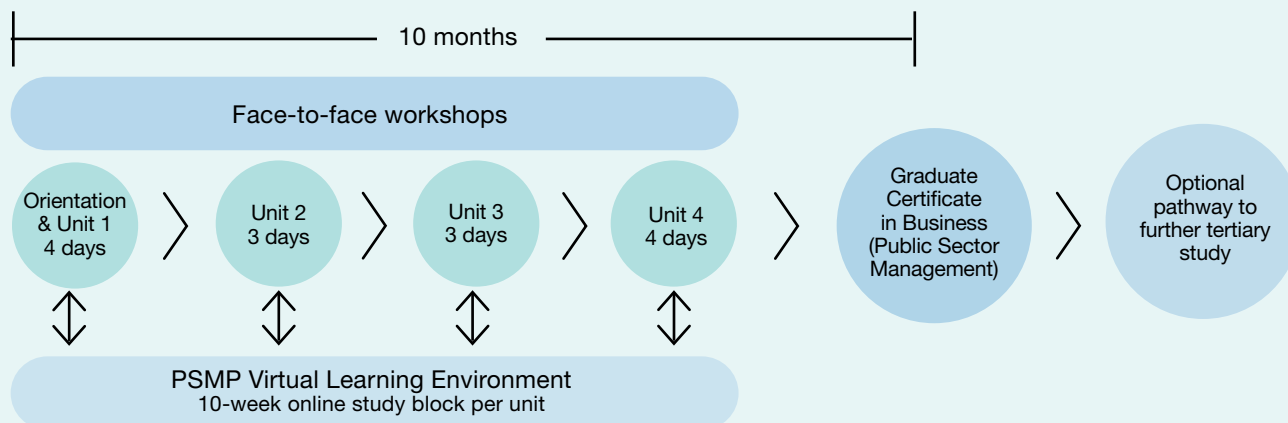 10 months
Face-to-face workshops
Orientation
& Unit 1
4 days
Unit 2
3 days
Unit 3
3 days
Unit 4
4 days
Graduate
Certificate
in Business
(Public Sector
Management)
Optional
pathway to
further tertiary
study
PSMP Virtual Learning Environment
10-week online study block per unit